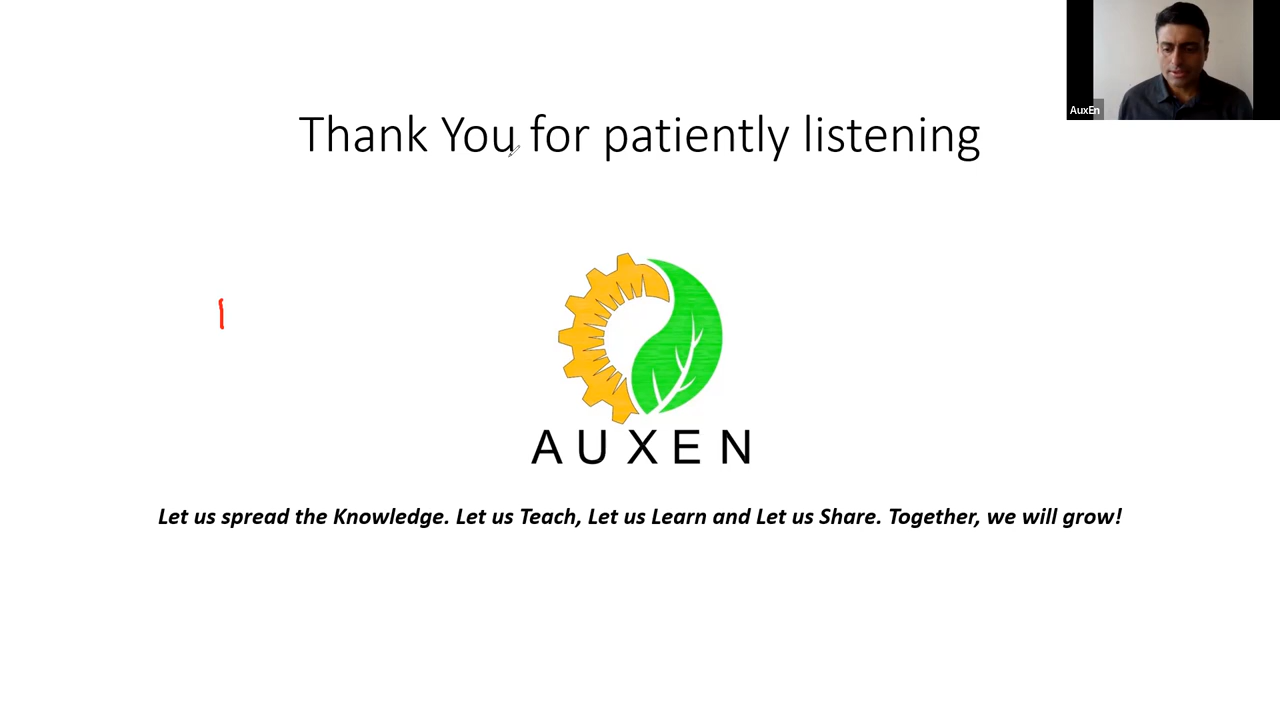 AuxEn
Thank You for patiently listening
AUXEN
Let us spread the Knowledge. Let us Teach, Let us Learn and Let us Share. Together, we will grow!